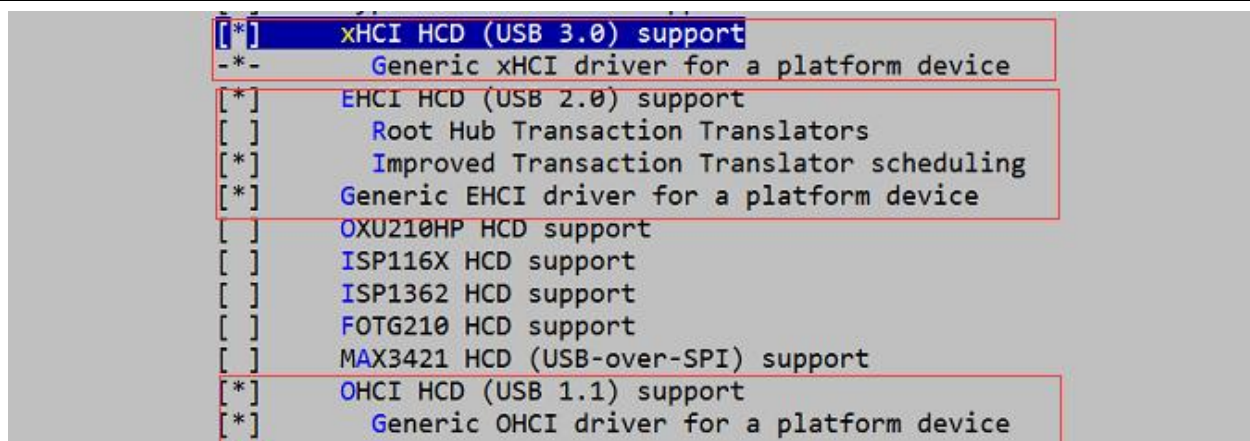 [*] xHCI HCD (USB 3.0) support
-*- Generic xHCI driver for a platform device
[*] EHCI HCD (USB 2.0) support
[ ] Root Hub Transaction Translators
[*] Improved Transaction Translator scheduling
[*] Generic EHCI driver for a platform device
[ ] OXU210HP HCD support
[ ] ISP116X HCD support
[ ] ISP1362 HCD support
[ ] FOTG210 HCD support
[ ] MAX3421 HCD (USB-over-SPI) support
[*] OHCI HCD (USB 1.1) support
[*] Generic OHCI driver for a platform device